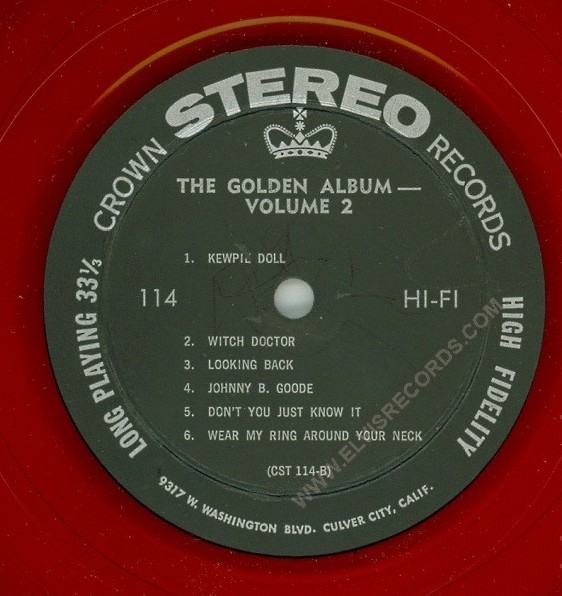 STEREO
CROWN RECORDS
THE GOLDEN ALBUM —
VOLUME 2
1. KEWPIE DOLL
114 HI-FI
2. WITCH DOCTOR
3. LOOKING BACK
4. JOHNNY B. GOODE
5. DON'T YOU JUST KNOW IT
6. WEAR MY RING AROUND YOUR NECK
(CST 114-B)
LONG PLAYING 33⅓
HIGH FIDELITY
9317 W. WASHINGTON BLVD. CULVER CITY, CALIF.
WWW.ELVISRECORDS.COM